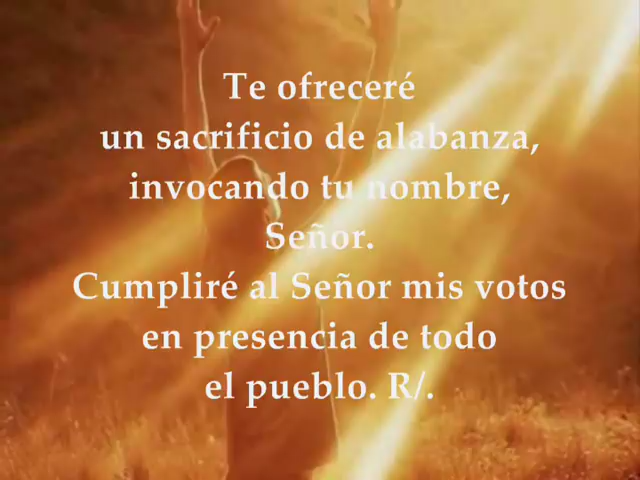 Te ofreceré
un sacrificio de alabanza,
invocando tu nombre,
Señor.
Cumpliré al Señor mis votos
en presencia de todo
el pueblo. R/.